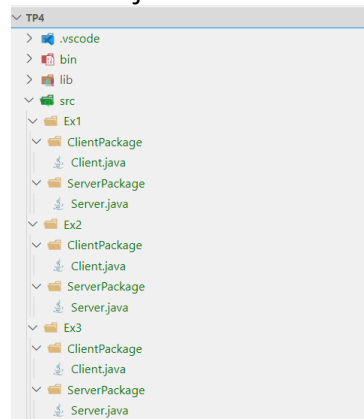 TP4
.vscode
bin
lib
src
Ex1
ClientPackage
Client.java
ServerPackage
Server.java
Ex2
ClientPackage
Client.java
ServerPackage
Server.java
Ex3
ClientPackage
Client.java
ServerPackage
Server.java